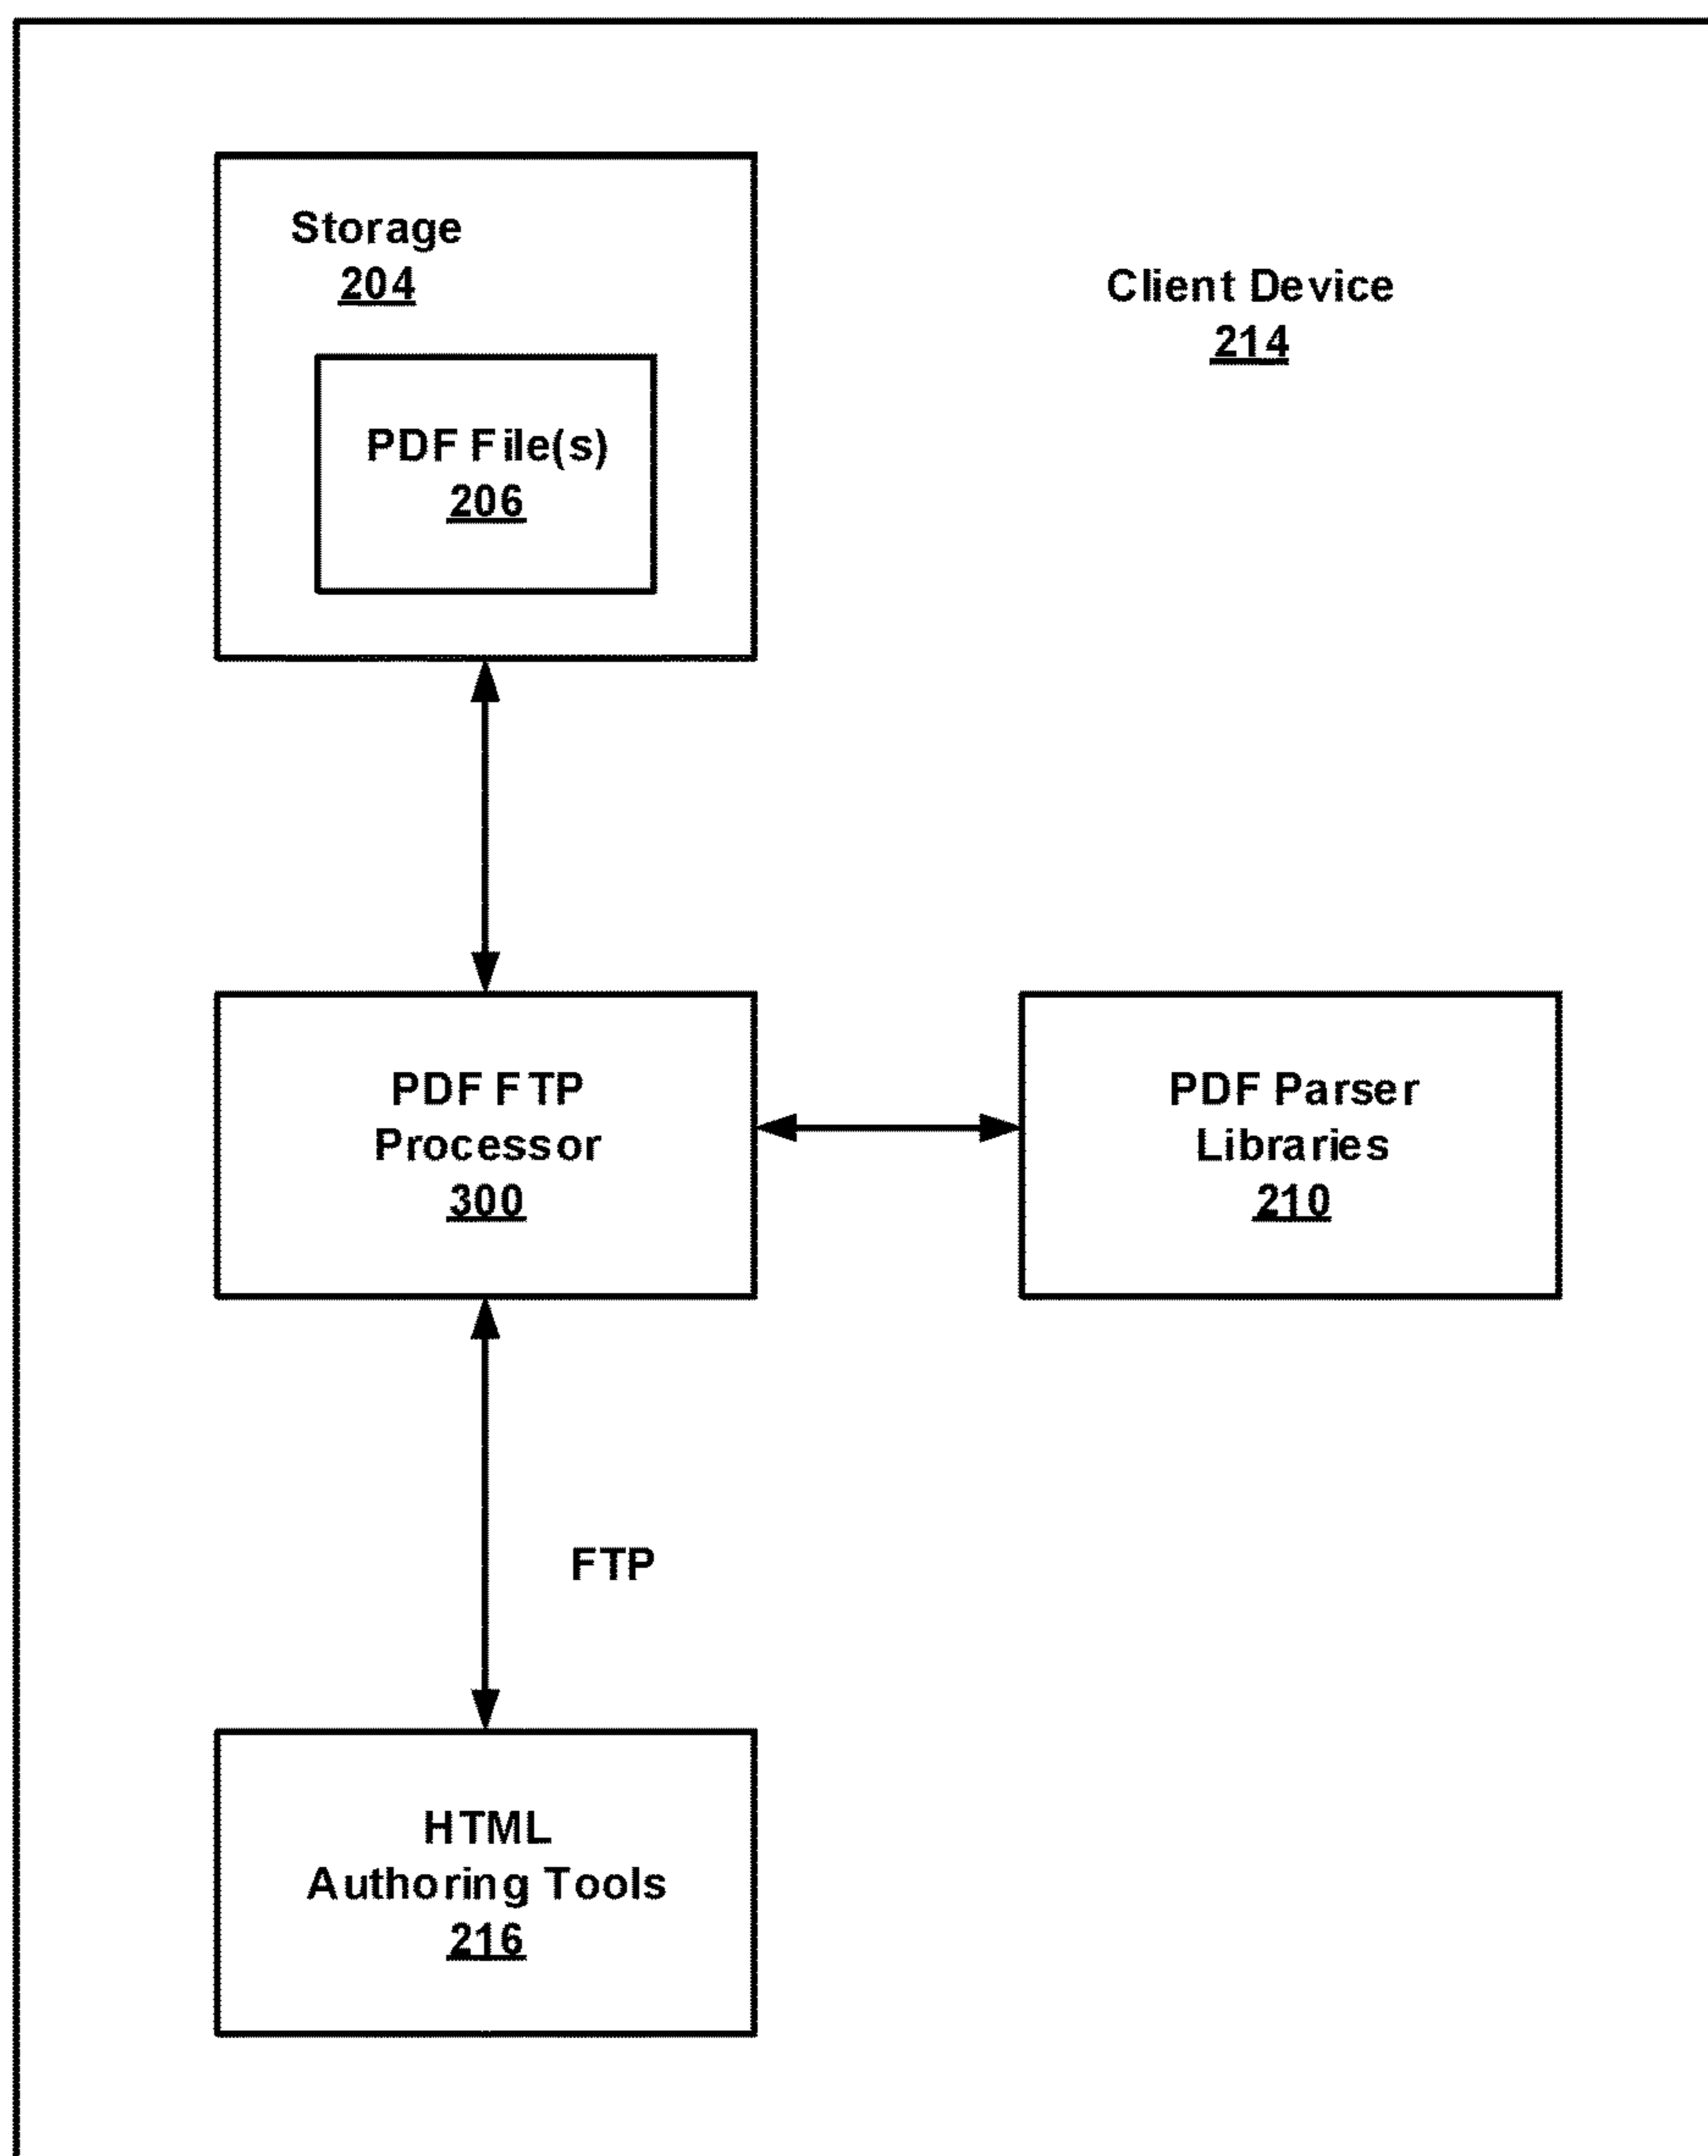 Storage
204
Client Device
214
PDF File(s)
206
PDF FTP
Processor
300
PDF Parser
Libraries
210
FTP
HTML
Authoring Tools
216